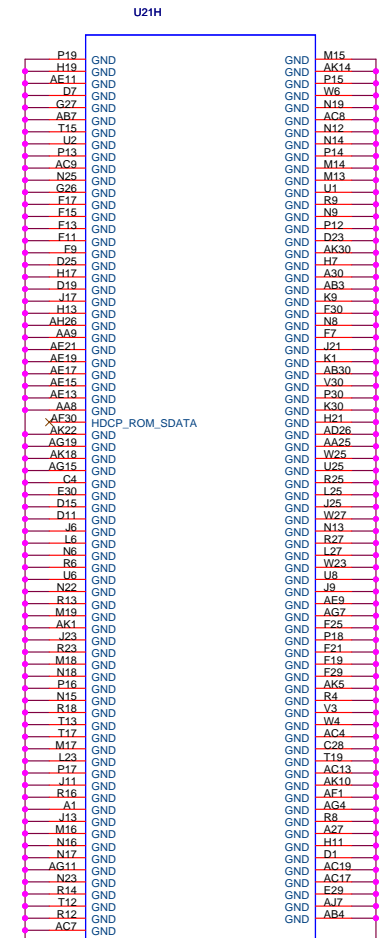 U21H
P19 GND GND M15
H19 GND GND AK14
AE11 GND GND P15
D7 GND GND W6
G27 GND GND N19
AB7 GND GND AC8
T15 GND GND N12
U2 GND GND N14
P13 GND GND P14
AC9 GND GND M14
N25 GND GND M13
G26 GND GND U1
F17 GND GND R9
F15 GND GND N9
F13 GND GND P12
F11 GND GND D23
F9 GND GND AK30
D25 GND GND H7
H17 GND GND A30
D19 GND GND AB3
J17 GND GND K9
H13 GND GND F30
AH26 GND GND N8
AA9 GND GND F7
AE21 GND GND J21
AE19 GND GND K1
AE17 GND GND AB30
AE15 GND GND V30
AE13 GND GND P30
AA8 GND GND K30
AF30 HDCP_ROM_SDATA GND H21
AK22 GND GND AD26
AG19 GND GND AA25
AK18 GND GND W25
AG15 GND GND U25
C4 GND GND R25
E30 GND GND L25
D15 GND GND J25
D11 GND GND W27
J6 GND GND N13
L6 GND GND R27
N6 GND GND L27
R6 GND GND W23
U6 GND GND U8
N22 GND GND J9
R13 GND GND AE9
M19 GND GND AG7
AK1 GND GND F25
J23 GND GND P18
R23 GND GND F21
M18 GND GND F19
N18 GND GND F29
P16 GND GND AK5
N15 GND GND R4
R18 GND GND V3
T13 GND GND W4
T17 GND GND AC4
M17 GND GND C28
L23 GND GND T19
P17 GND GND AC13
J11 GND GND AK10
R16 GND GND AF1
A1 GND GND AG4
J13 GND GND R8
M16 GND GND A27
N16 GND GND H11
N17 GND GND D1
AG11 GND GND AC19
N23 GND GND AC17
R14 GND GND E29
T12 GND GND AJ7
R12 GND GND AB4
AC7 GND